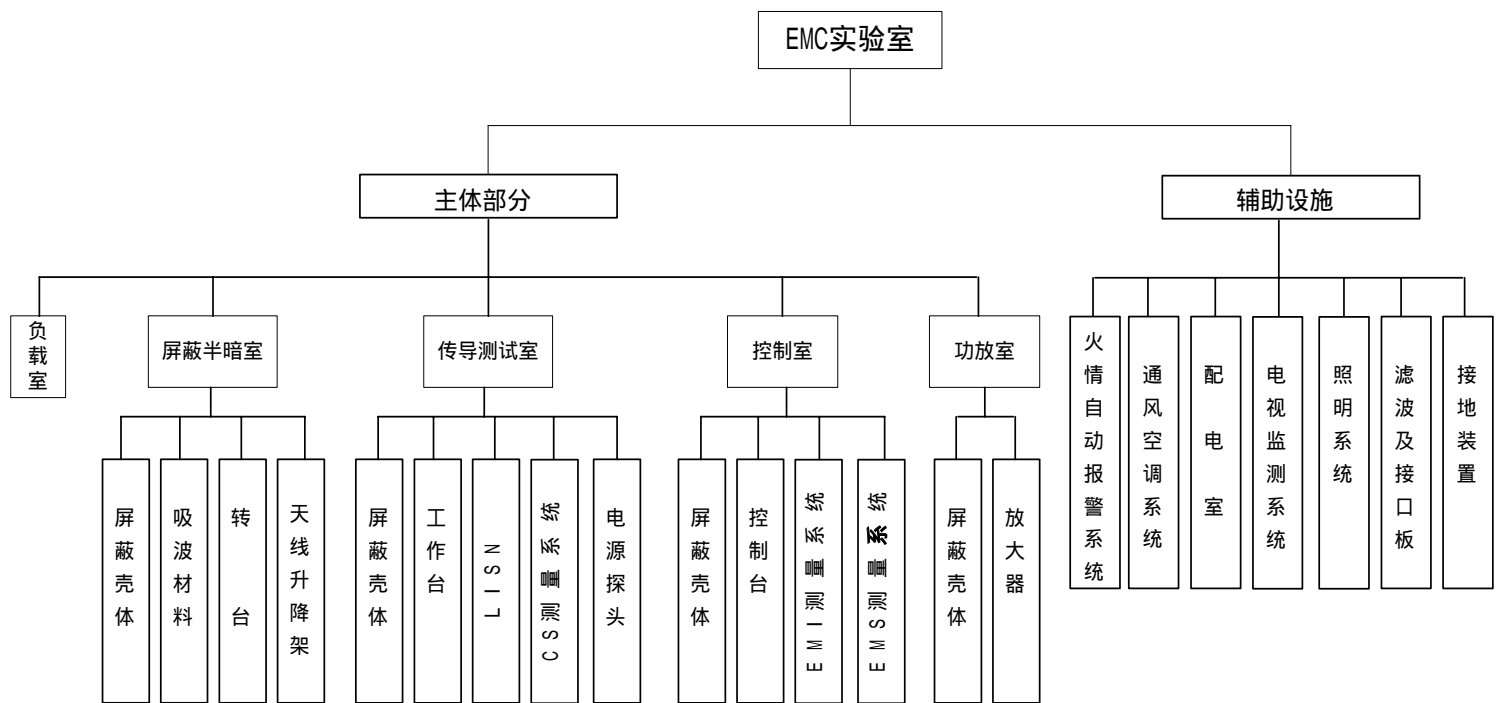 EMC实验室
主体部分
辅助设施
负载室
屏蔽半暗室
传导测试室
控制室
功放室
火情自动报警系统
通风空调系统
配电室
电视监测系统
照明系统
滤波及接口板
接地装置
屏蔽壳体
吸波材料
转台
天线升降架
屏蔽壳体
工作台
LISN
CS测量系统
电源探头
屏蔽壳体
控制台
EMI测量系统
EMS测量系统
屏蔽壳体
放大器